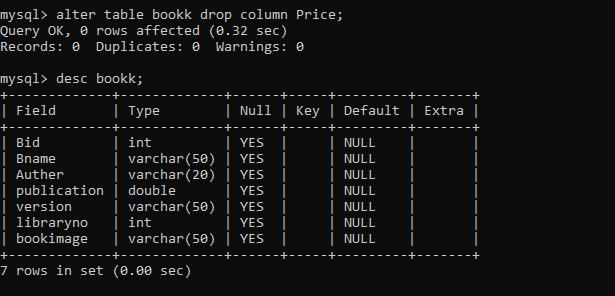 mysql> alter table bookk drop column Price;
Query OK, 0 rows affected (0.32 sec)
Records: 0  Duplicates: 0  Warnings: 0
mysql> desc bookk;
+-------------+-------------+------+-----+---------+-------+
| Field       | Type        | Null | Key | Default | Extra |
+-------------+-------------+------+-----+---------+-------+
| Bid         | int         | YES  |     | NULL    |       |
| Bname       | varchar(50) | YES  |     | NULL    |       |
| Auther      | varchar(20) | YES  |     | NULL    |       |
| publication | double      | YES  |     | NULL    |       |
| version     | varchar(50) | YES  |     | NULL    |       |
| libraryno   | int         | YES  |     | NULL    |       |
| bookimage   | varchar(50) | YES  |     | NULL    |       |
+-------------+-------------+------+-----+---------+-------+
7 rows in set (0.00 sec)